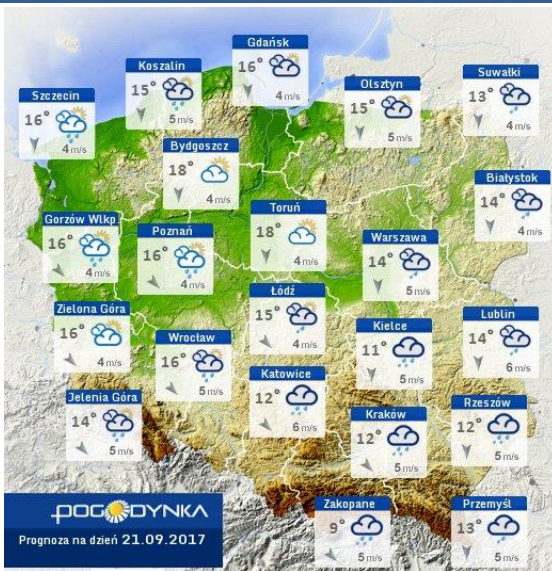 Gdańsk
16°
4 m/s
Koszalin
15°
5 m/s
Suwałki
13°
4 m/s
Olsztyn
15°
5 m/s
Szczecin
16°
4 m/s
Bydgoszcz
18°
4 m/s
Białystok
14°
4 m/s
Toruń
18°
4 m/s
Gorzów Wlkp
16°
4 m/s
Poznań
16°
4 m/s
Warszawa
14°
5 m/s
Łódź
15°
4 m/s
Zielona Góra
16°
4 m/s
Lublin
14°
6 m/s
Kielce
11°
5 m/s
Wrocław
16°
5 m/s
Katowice
12°
6 m/s
Jelenia Góra
14°
5 m/s
Rzeszów
12°
5 m/s
Kraków
12°
5 m/s
Zakopane
9°
5 m/s
Przemyśl
13°
5 m/s
POGODYNKA
Prognoza na dzień 21.09.2017